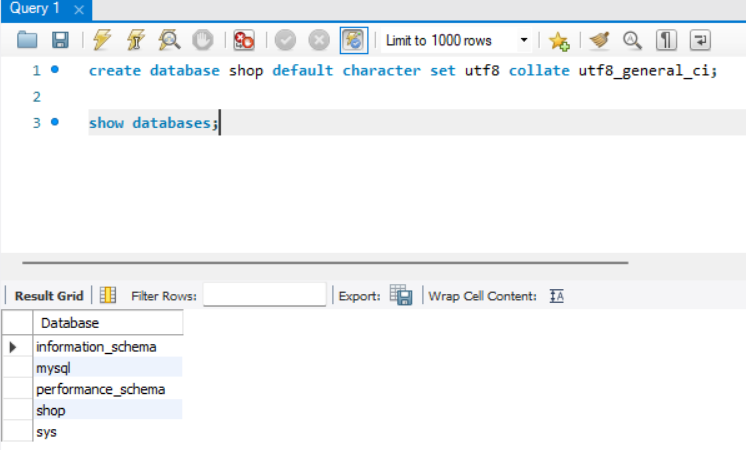 Query 1
Limit to 1000 rows
1 create database shop default character set utf8 collate utf8_general_ci;
2
3 show databases;
Result Grid Filter Rows: Export: Wrap Cell Content:
Database
information_schema
mysql
performance_schema
shop
sys